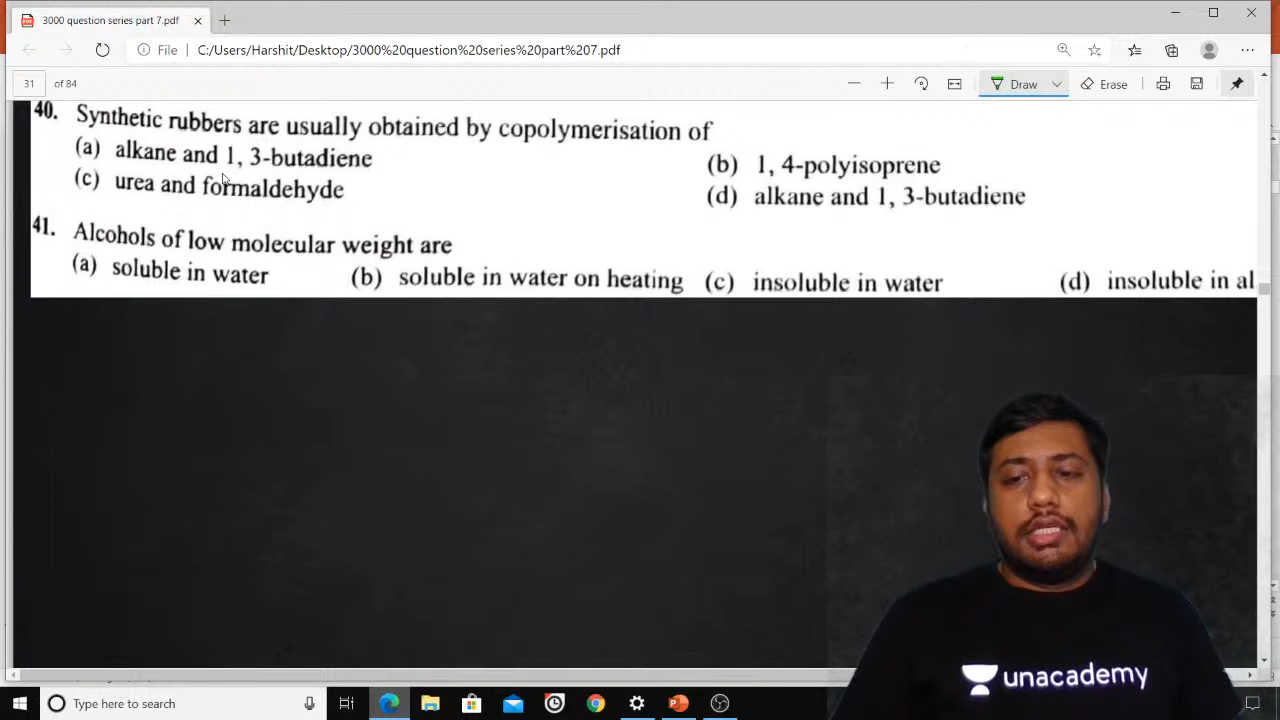 3000 question series part 7.pdf
File
C:/Users/Harshit/Desktop/3000%20question%20series%20part%207.pdf
31 of 84
Draw
Erase
40. Synthetic rubbers are usually obtained by copolymerisation of
(a) alkane and 1, 3-butadiene (b) 1, 4-polyisoprene
(c) urea and formaldehyde (d) alkane and 1, 3-butadiene
41. Alcohols of low molecular weight are
(a) soluble in water (b) soluble in water on heating (c) insoluble in water (d) insoluble in al
unacademy
Type here to search